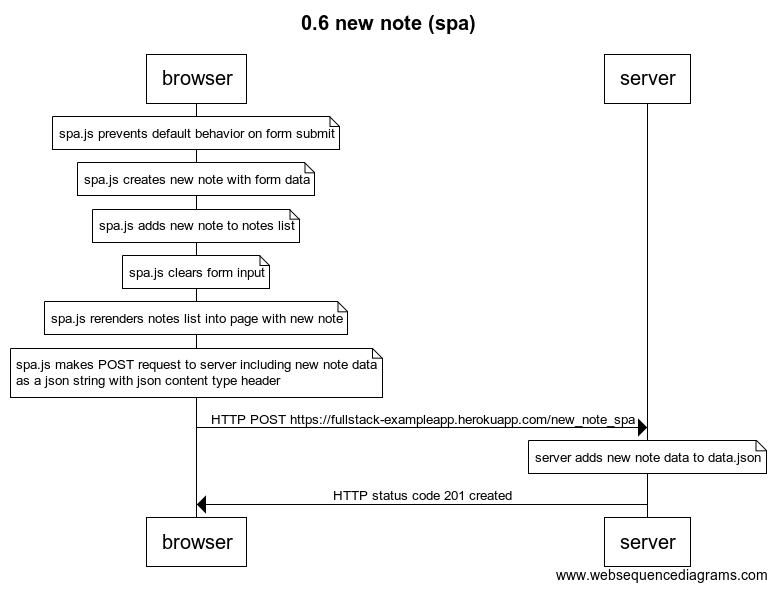 0.6 new note (spa)
browser
server
spa.js prevents default behavior on form submit
spa.js creates new note with form data
spa.js adds new note to notes list
spa.js clears form input
spa.js rerenders notes list into page with new note
spa.js makes POST request to server including new note data
as a json string with json content type header
HTTP POST https://fullstack-exampleapp.herokuapp.com/new_note_spa
server adds new note data to data.json
HTTP status code 201 created
browser
server
www.websequencediagrams.com